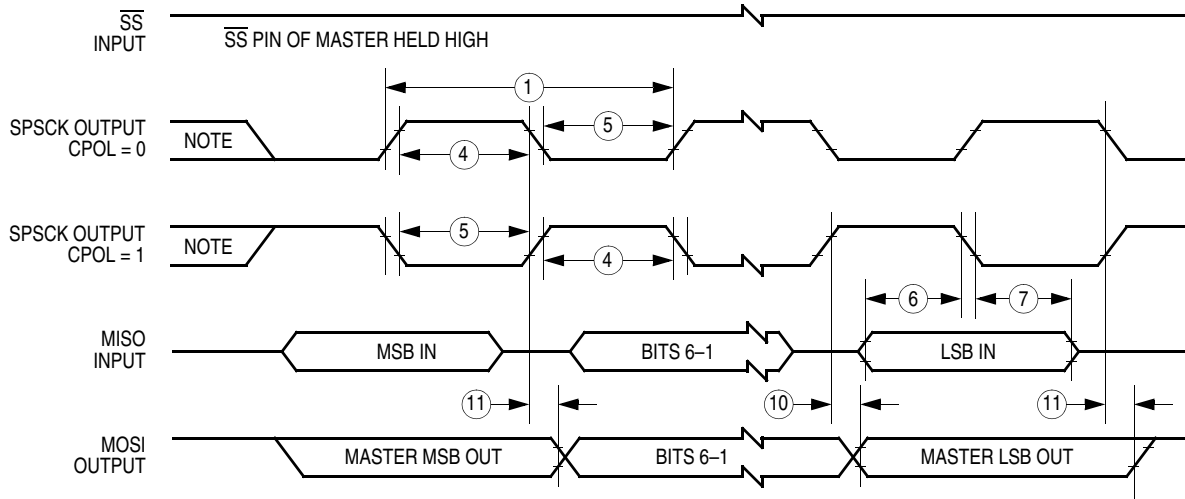 SS
INPUT
SS PIN OF MASTER HELD HIGH
1
SPSCK OUTPUT
CPOL = 0
NOTE
5
4
SPSCK OUTPUT
CPOL = 1
NOTE
5
4
6
7
MISO
INPUT
MSB IN
BITS 6–1
LSB IN
11
10
11
MOSI
OUTPUT
MASTER MSB OUT
BITS 6–1
MASTER LSB OUT